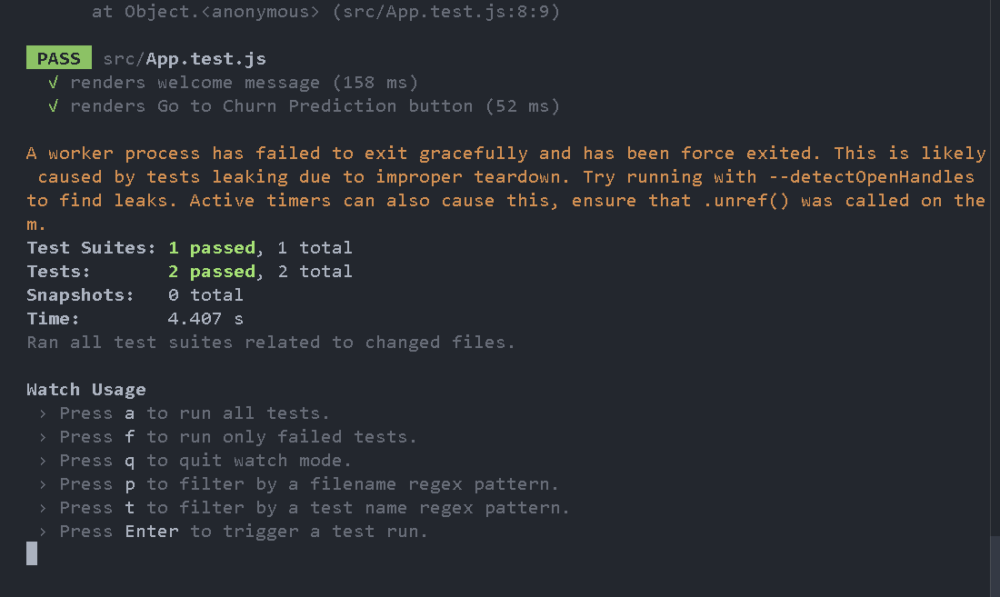 at Object.<anonymous> (src/App.test.js:8:9)
PASS src/App.test.js
√ renders welcome message (158 ms)
√ renders Go to Churn Prediction button (52 ms)
A worker process has failed to exit gracefully and has been force exited. This is likely
caused by tests leaking due to improper teardown. Try running with --detectOpenHandles
to find leaks. Active timers can also cause this, ensure that .unref() was called on the
m.
Test Suites: 1 passed, 1 total
Tests: 2 passed, 2 total
Snapshots: 0 total
Time: 4.407 s
Ran all test suites related to changed files.
Watch Usage
› Press a to run all tests.
› Press f to run only failed tests.
› Press q to quit watch mode.
› Press p to filter by a filename regex pattern.
› Press t to filter by a test name regex pattern.
› Press Enter to trigger a test run.